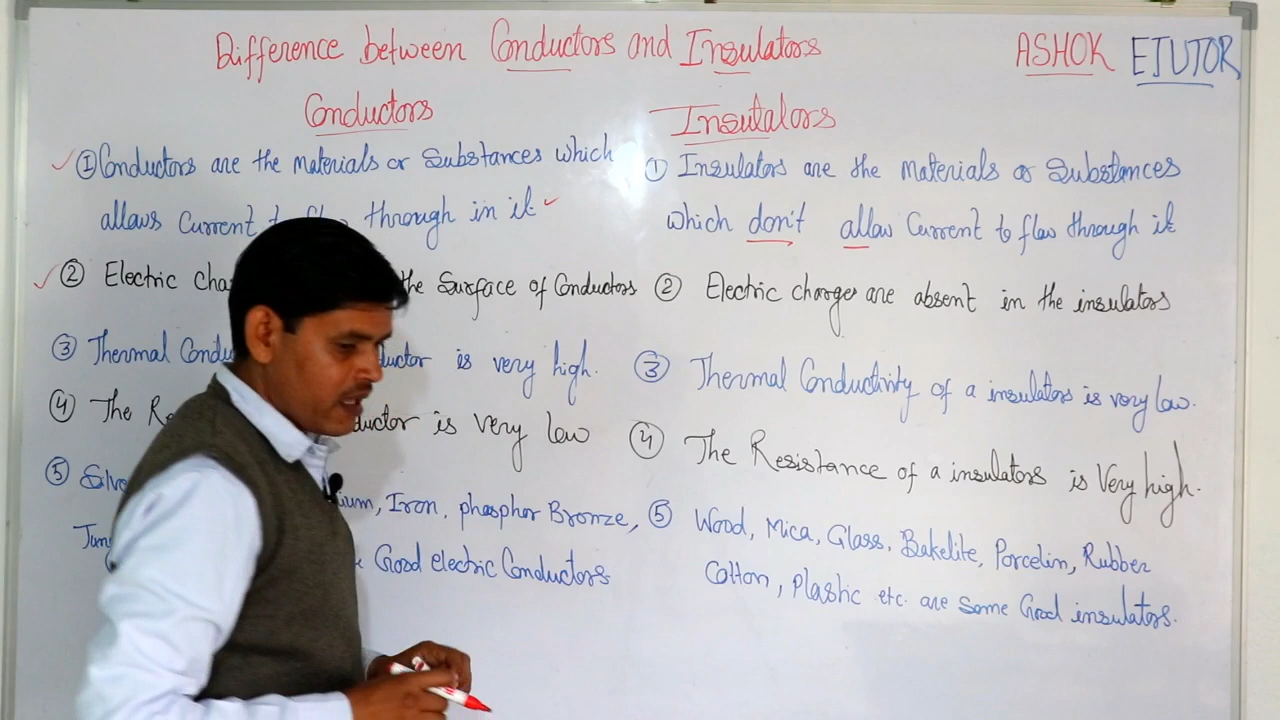 Difference between Conductors and Insulators
ASHOK EJUTOR
Conductors
Insutalors
① Conductors are the materials or Substances which
allows Current to through in it
② Electric the Surface of Conductors
③ Thermal is very high.
④ The is very low
⑤ Iron, phosphor Bronze,
Good electric Conductors
① Insulators are the Materials or Substances
which don't allow Current to flow through it
② Electric charges are absent in the insulators
③ Thermal Conductivity of a insulators is very low.
④ The Resistance of a insulators is Very high.
⑤ Wood, Mica, Glass, Bakelite, Porcelin, Rubber
Cotton, Plastic etc. are some Good insulators.